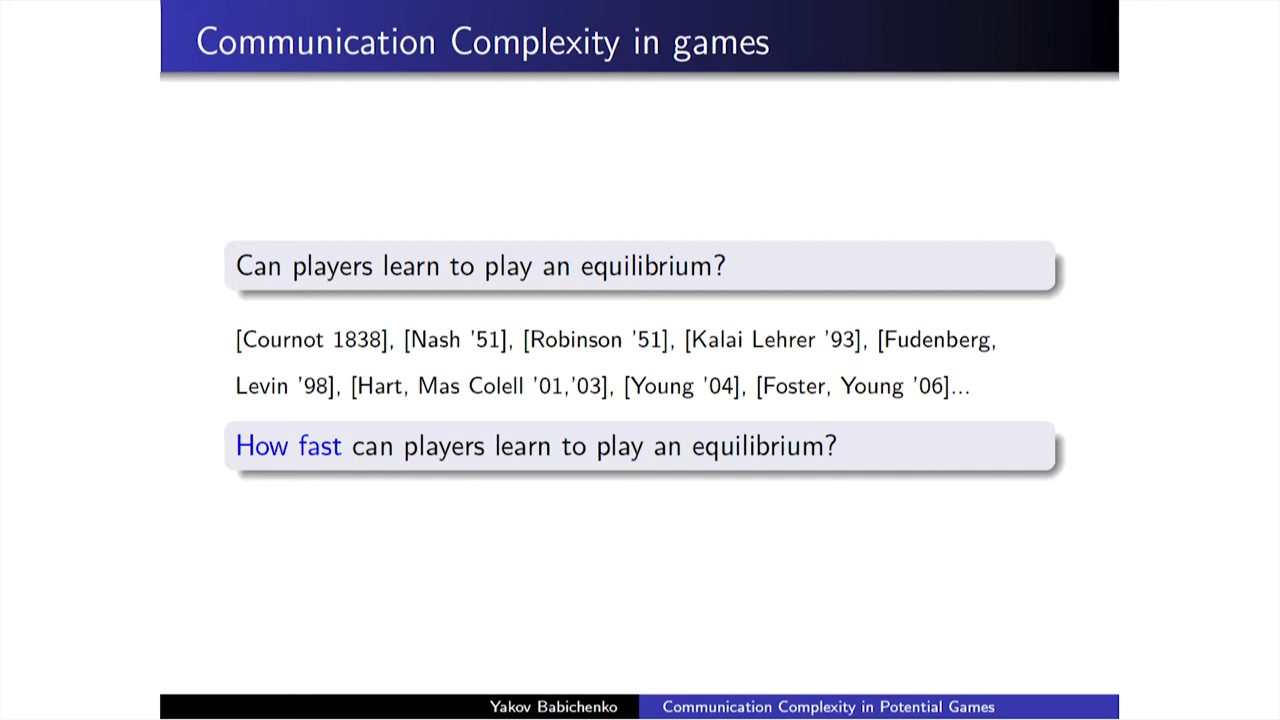 Communication Complexity in games
Can players learn to play an equilibrium?
[Cournot 1838], [Nash '51], [Robinson '51], [Kalai Lehrer '93], [Fudenberg,
Levin '98], [Hart, Mas Colell '01,'03], [Young '04], [Foster, Young '06]...
How fast can players learn to play an equilibrium?
Yakov Babichenko Communication Complexity in Potential Games